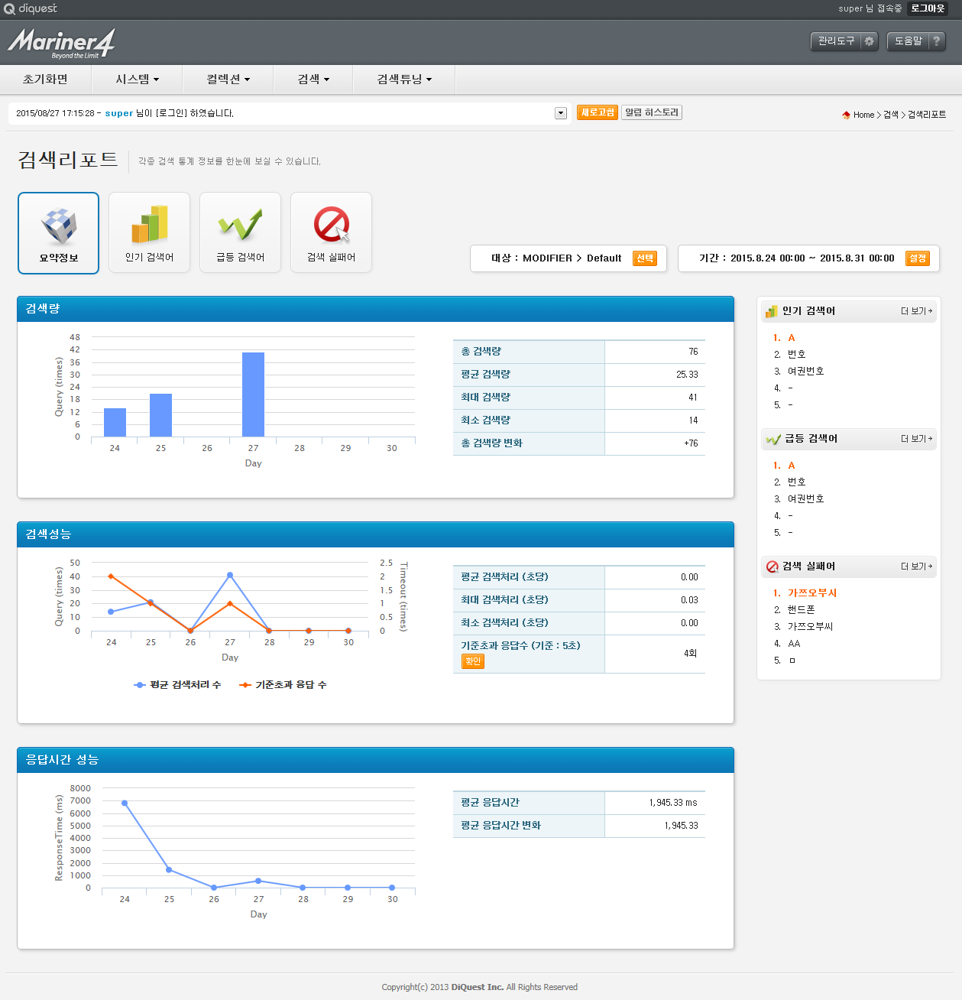 diquest
super 님 접속중 로그아웃
Mariner4
Beyond the Limit
관리도구 도움말 ?
초기화면 시스템 컬렉션 검색 검색튜닝
2015/08/27 17:15:28 - super 님이 [로그인] 하였습니다.
새로고침 알림 히스토리
Home > 검색 > 검색리포트
검색리포트 각종 검색 통계 정보를 한눈에 보실 수 있습니다.
요약정보 인기 검색어 급등 검색어 검색 실패어
대상 : MODIFIER > Default 선택
기간 : 2015.8.24 00:00 ~ 2015.8.31 00:00 설정
검색량
Query (times)
48
42
36
30
24
18
12
6
0
24 25 26 27 28 29 30
Day
총 검색량 76
평균 검색량 25.33
최대 검색량 41
최소 검색량 14
총 검색량 변화 +76
검색성능
Query (times)
50
40
30
20
10
0
Timeout (times)
2.5
2
1.5
1
0.5
0
24 25 26 27 28 29 30
Day
평균 검색처리 수 기준초과 응답 수
평균 검색처리 (초당) 0.00
최대 검색처리 (초당) 0.03
최소 검색처리 (초당) 0.00
기준초과 응답수 (기준 : 5초) 4회
확인
응답시간 성능
ResponseTime (ms)
8000
7000
6000
5000
4000
3000
2000
1000
0
24 25 26 27 28 29 30
Day
평균 응답시간 1,945.33 ms
평균 응답시간 변화 1,945.33
인기 검색어 더 보기
1. A
2. 번호
3. 여권번호
4. -
5. -
급등 검색어 더 보기
1. A
2. 번호
3. 여권번호
4. -
5. -
검색 실패어 더 보기
1. 가쯔오부시
2. 핸드폰
3. 가쯔오부씨
4. AA
5. ㅁ
Copyright(c) 2013 DiQuest Inc. All Rights Reserved